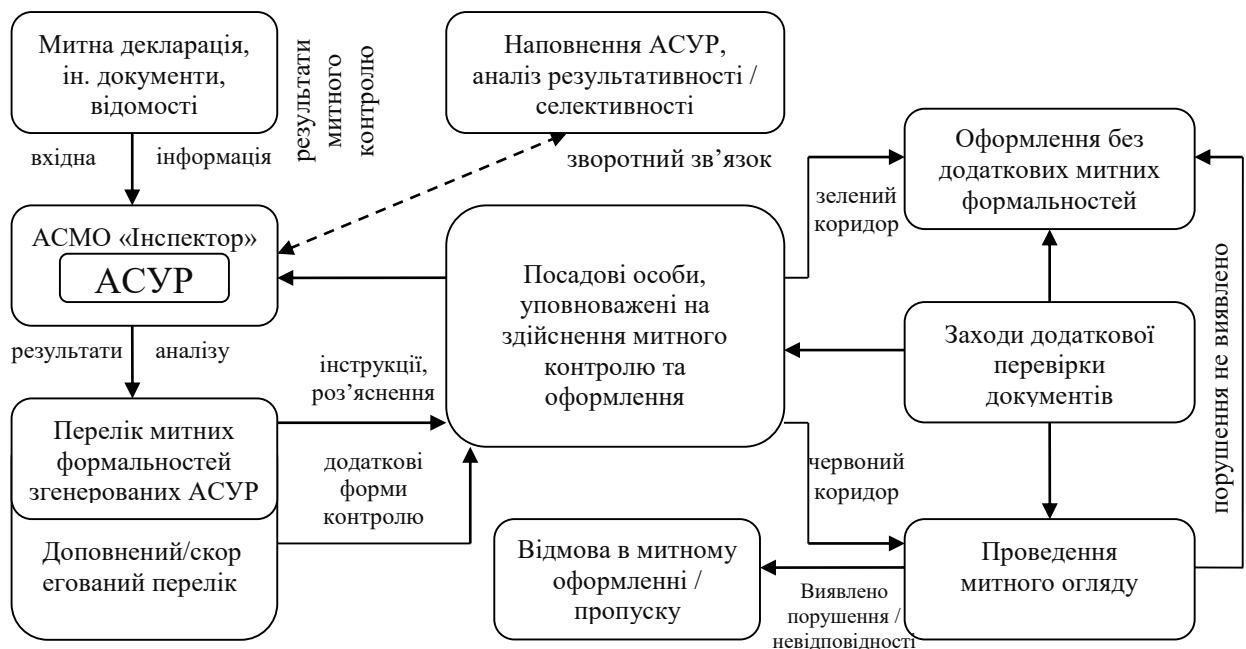 Митна декларація,
ін. документи,
відомості
результати
митного
контролю
Наповнення АСУР,
аналіз результативності /
селективності
вхідна інформація
зворотний зв’язок
Оформлення без
додаткових митних
формальностей
зелений
коридор
АСМО «Інспектор»
АСУР
Посадові особи,
уповноважені на
здійснення митного
контролю та
оформлення
Заходи додаткової
перевірки
документів
порушення не виявлено
результати аналізу
інструкції,
роз’яснення
Перелік митних
формальностей
згенерованих АСУР
додаткові
форми
контролю
червоний
коридор
Доповнений/скор
егований перелік
Відмова в митному
оформленні /
пропуску
Виявлено
порушення /
невідповідності
Проведення
митного огляду